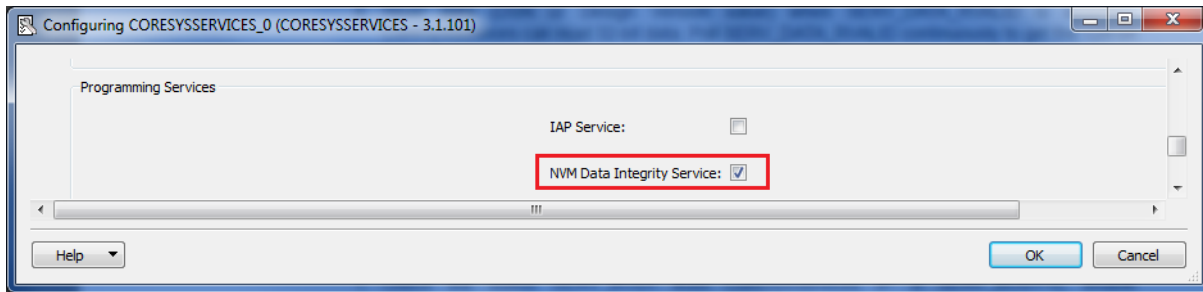 Configuring CORESYSSERVICES_0 (CORESYSSERVICES - 3.1.101)
Programming Services
IAP Service:
NVM Data Integrity Service:
Help
OK
Cancel